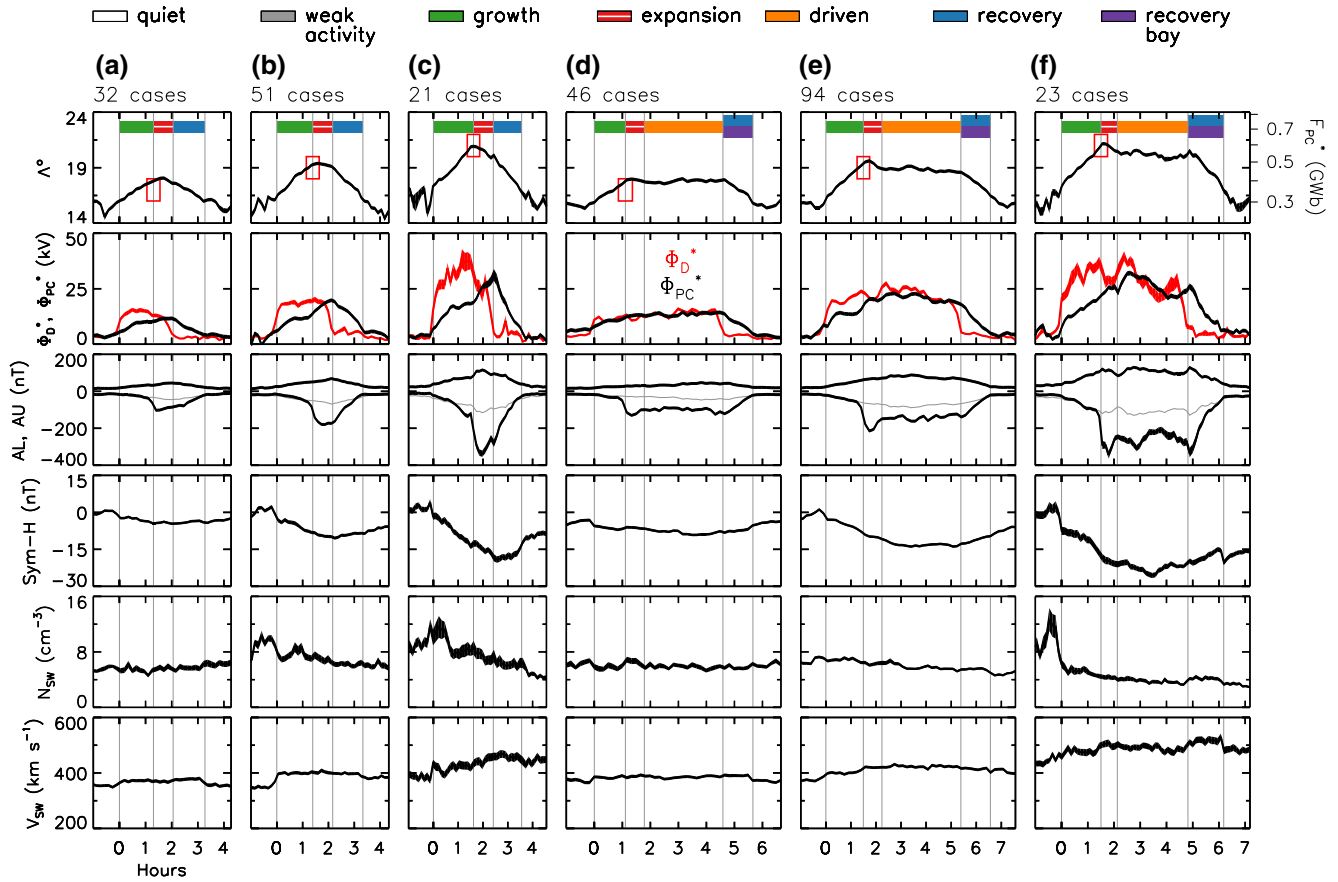 quiet
weak activity
growth
expansion
driven
recovery
recovery bay
(a) (b) (c) (d) (e) (f)
32 cases 51 cases 21 cases 46 cases 94 cases 23 cases
24
19
14
Λ°
0.7
0.5
0.3
F_PC* (GWb)
50
25
0
Φ_D*, Φ_PC* (kV)
Φ_D*
Φ_PC*
200
0
−200
−400
AL, AU (nT)
15
0
−15
−30
Sym−H (nT)
16
8
0
N_SW (cm⁻³)
600
400
200
V_SW (km s⁻¹)
0 1 2 3 4 0 1 2 3 4 0 1 2 3 4 0 1 2 3 4 5 6 0 1 2 3 4 5 6 7 0 1 2 3 4 5 6 7
Hours